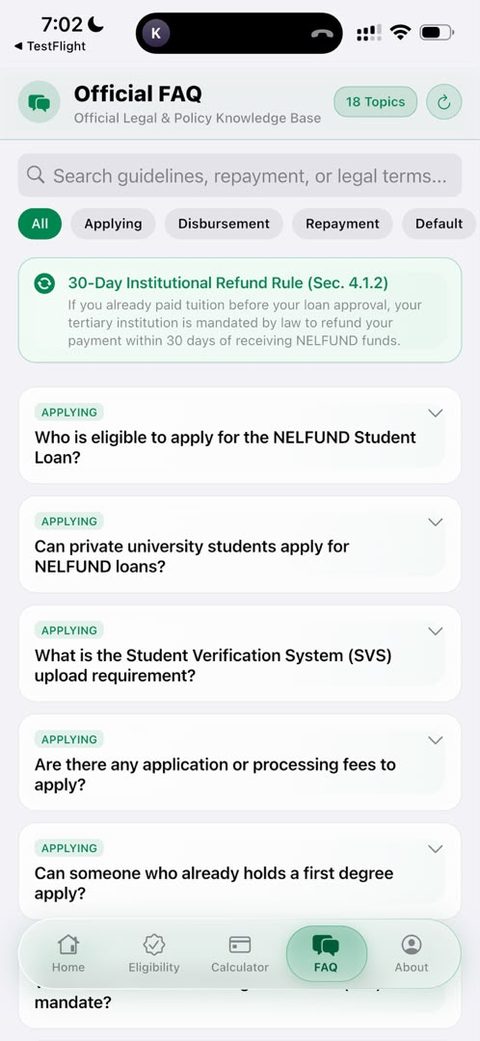 7:02
K
◀ TestFlight
Official FAQ
Official Legal & Policy Knowledge Base
18 Topics
Search guidelines, repayment, or legal terms...
All
Applying
Disbursement
Repayment
Default
30-Day Institutional Refund Rule (Sec. 4.1.2)
If you already paid tuition before your loan approval, your
tertiary institution is mandated by law to refund your
payment within 30 days of receiving NELFUND funds.
APPLYING
Who is eligible to apply for the NELFUND Student
Loan?
APPLYING
Can private university students apply for
NELFUND loans?
APPLYING
What is the Student Verification System (SVS)
upload requirement?
APPLYING
Are there any application or processing fees to
apply?
APPLYING
Can someone who already holds a first degree
apply?
Home
Eligibility
Calculator
FAQ
About
mandate?